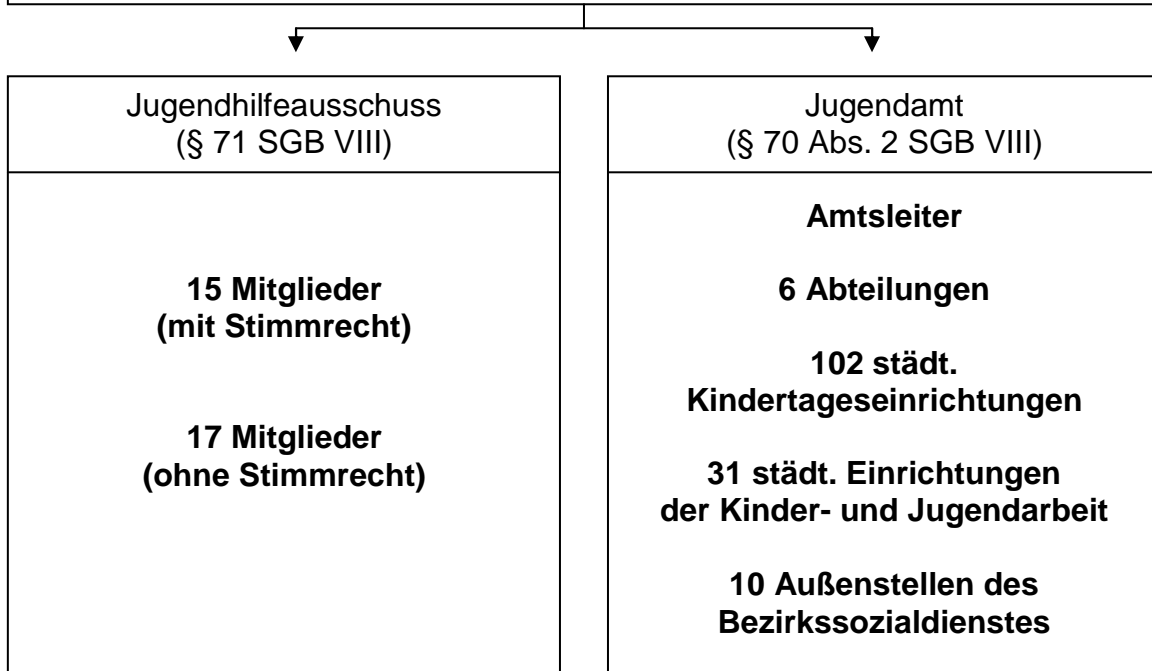 Jugendhilfeausschuss
(§ 71 SGB VIII)
15 Mitglieder
(mit Stimmrecht)
17 Mitglieder
(ohne Stimmrecht)
Jugendamt
(§ 70 Abs. 2 SGB VIII)
Amtsleiter
6 Abteilungen
102 städt.
Kindertageseinrichtungen
31 städt. Einrichtungen
der Kinder- und Jugendarbeit
10 Außenstellen des
Bezirkssozialdienstes